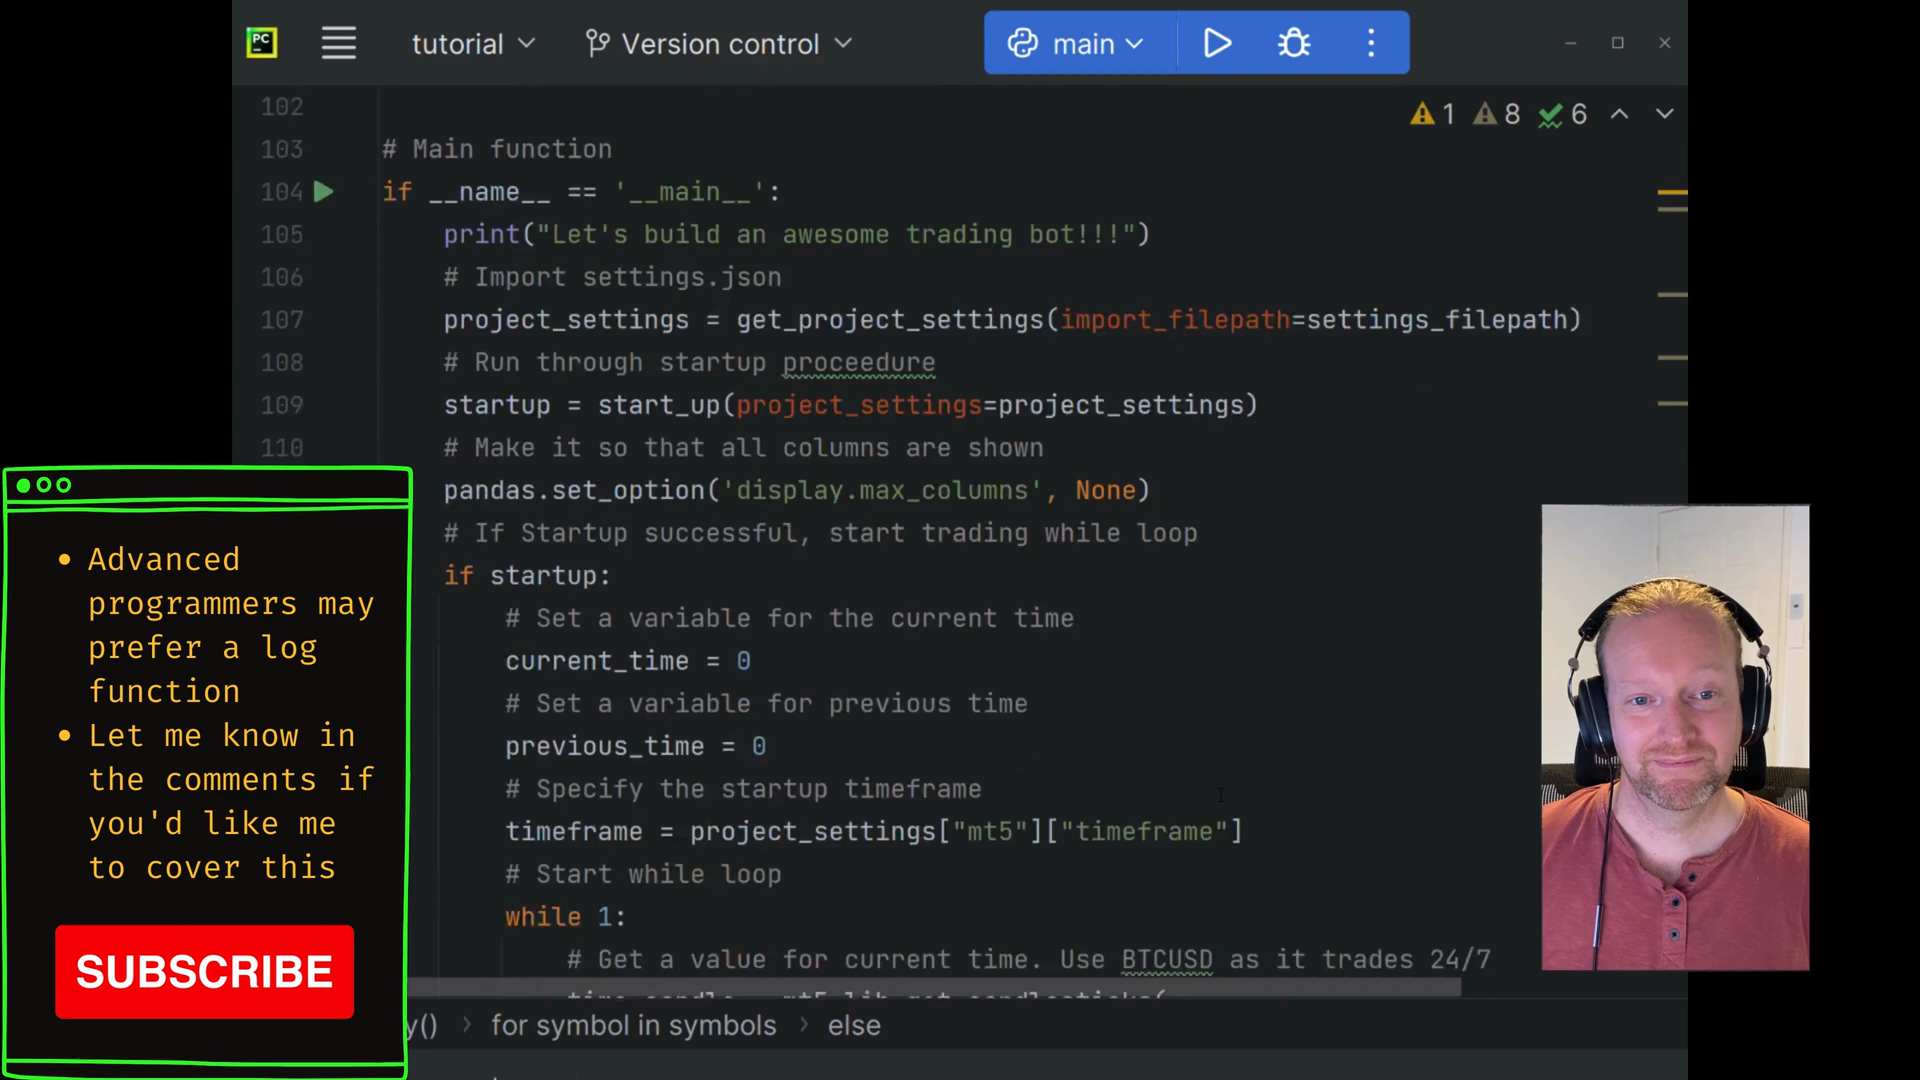 PC tutorial Version control main
1 8 6
102
103 # Main function
104 if __name__ == '__main__':
105 print("Let's build an awesome trading bot!!!")
106 # Import settings.json
107 project_settings = get_project_settings(import_filepath=settings_filepath)
108 # Run through startup proceedure
109 startup = start_up(project_settings=project_settings)
110 # Make it so that all columns are shown
pandas.set_option('display.max_columns', None)
# If Startup successful, start trading while loop
if startup:
# Set a variable for the current time
current_time = 0
# Set a variable for previous time
previous_time = 0
# Specify the startup timeframe
timeframe = project_settings["mt5"]["timeframe"]
# Start while loop
while 1:
# Get a value for current time. Use BTCUSD as it trades 24/7
y() > for symbol in symbols > else
• Advanced
programmers may
prefer a log
function
• Let me know in
the comments if
you'd like me
to cover this
SUBSCRIBE